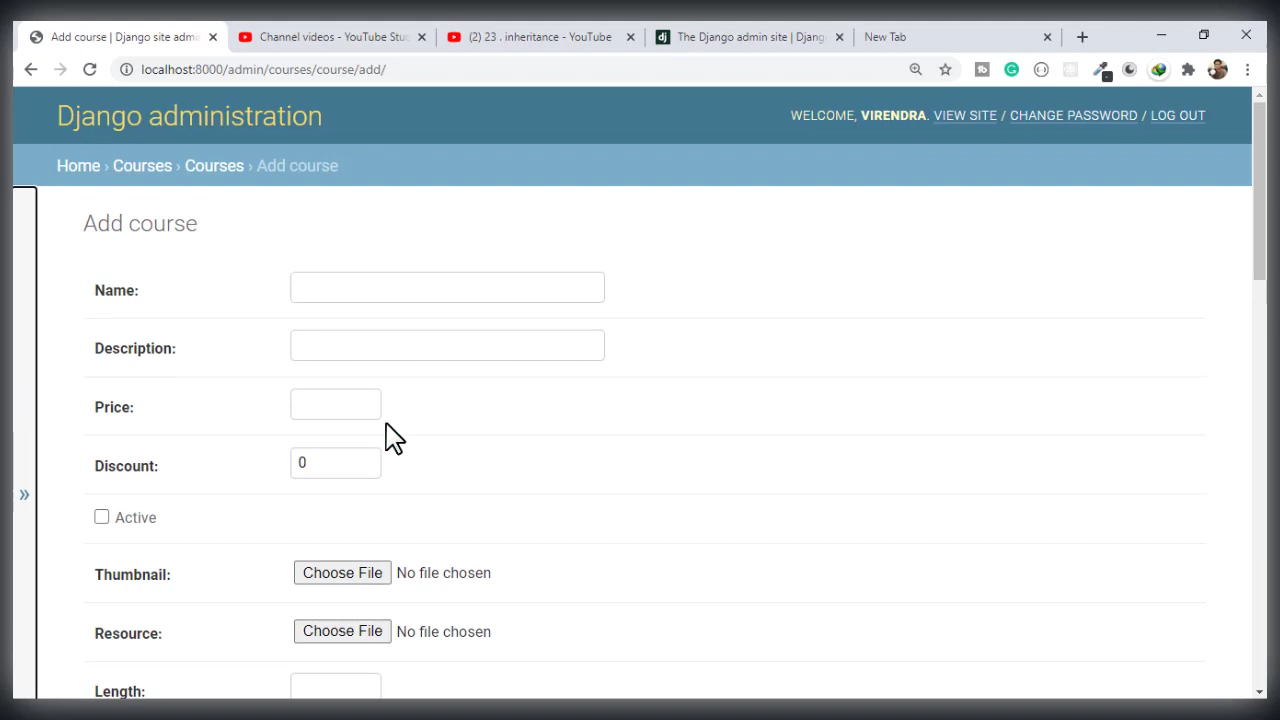 Add course | Django site adm
Channel videos - YouTube Stu
(2) 23 . inheritance - YouTube
dj The Django admin site | Djang
New Tab
localhost:8000/admin/courses/course/add/
Django administration
WELCOME, VIRENDRA. VIEW SITE / CHANGE PASSWORD / LOG OUT
Home › Courses › Courses › Add course
Add course
Name:
Description:
Price:
Discount: 0
Active
Thumbnail: Choose File No file chosen
Resource: Choose File No file chosen
Length: